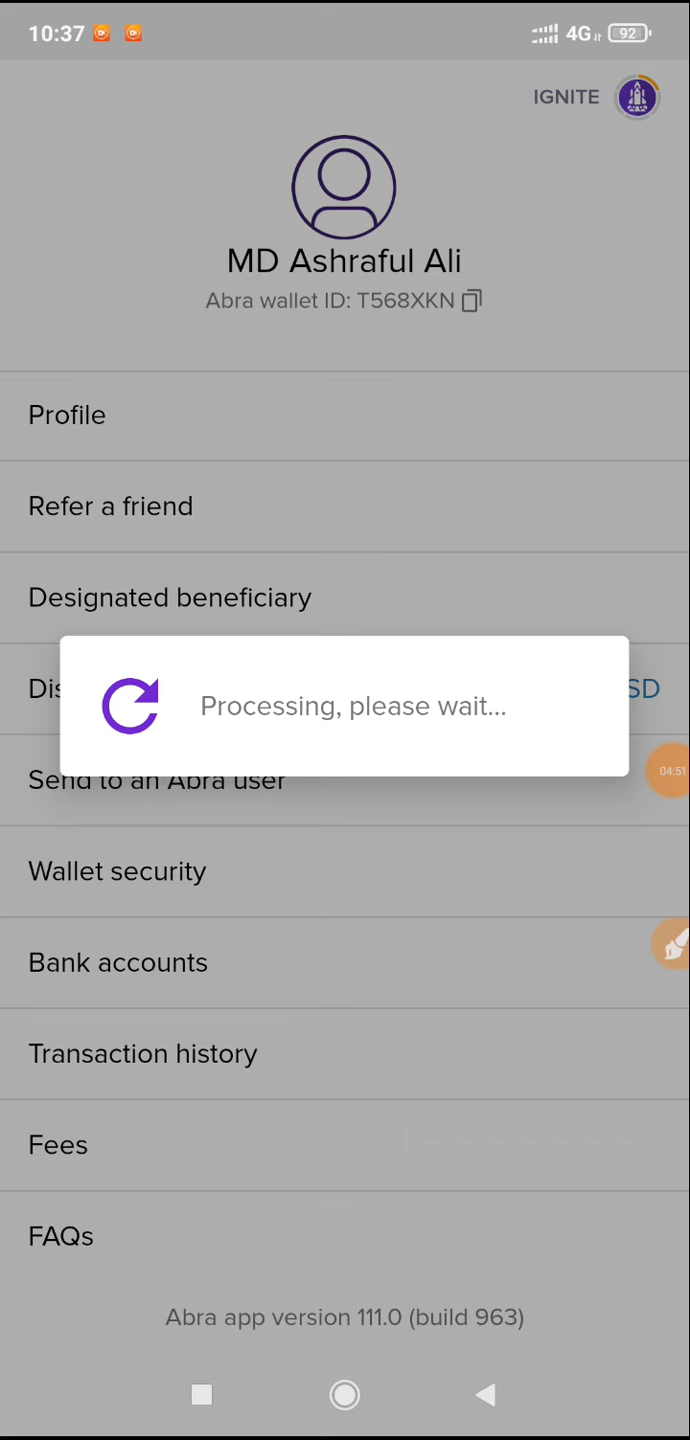 10:37 4G 92
IGNITE
MD Ashraful Ali
Abra wallet ID: T568XKN
Profile
Refer a friend
Designated beneficiary
Processing, please wait...
Send to an Abra user
04:51
Wallet security
Bank accounts
Transaction history
Fees
FAQs
Abra app version 111.0 (build 963)